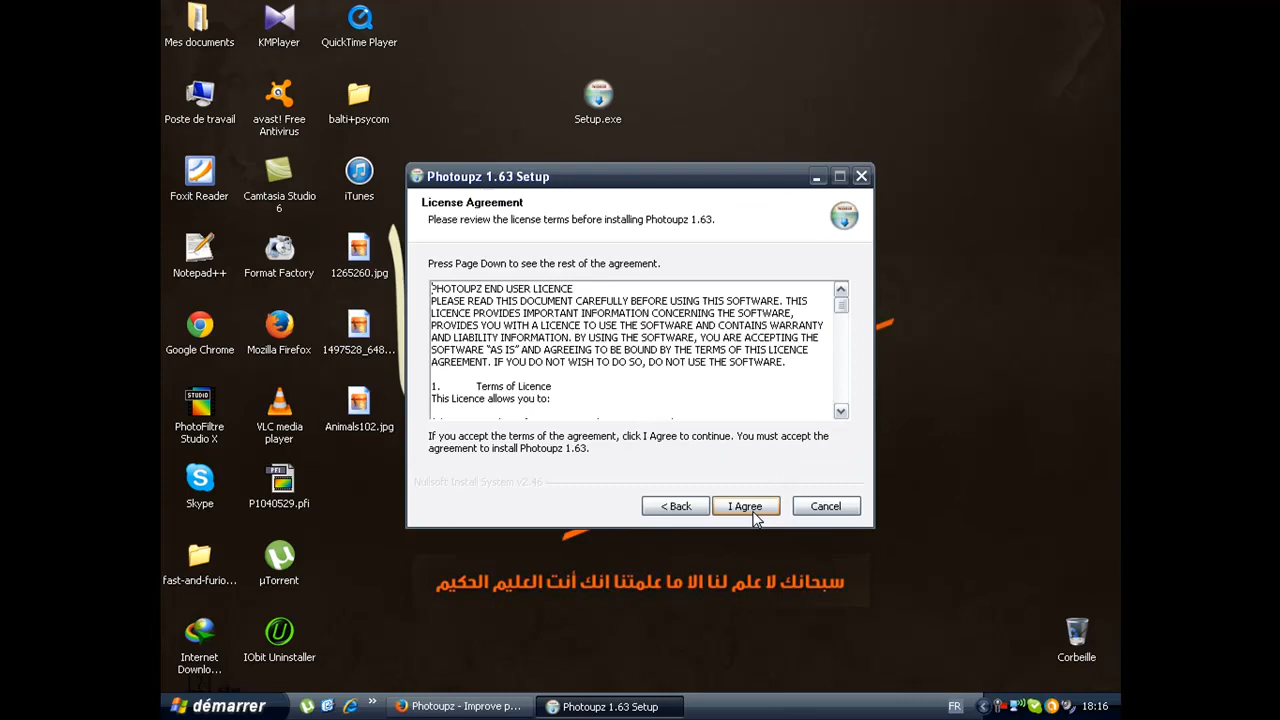 Mes documents
KMPlayer
QuickTime Player
Poste de travail
avast! Free
Antivirus
balti+psycom
Setup.exe
Foxit Reader
Camtasia Studio
6
iTunes
Notepad++
Format Factory
1265260.jpg
Google Chrome
Mozilla Firefox
1497528_648...
STUDIO
PhotoFiltre
Studio X
VLC media
player
Animals102.jpg
Skype
PFI
P1040529.pfi
fast-and-furio...
µTorrent
Internet
Downlo...
IObit Uninstaller
Corbeille
Photoupz 1.63 Setup
License Agreement
Please review the license terms before installing Photoupz 1.63.
Press Page Down to see the rest of the agreement.
PHOTOUPZ END USER LICENCE
PLEASE READ THIS DOCUMENT CAREFULLY BEFORE USING THIS SOFTWARE. THIS
LICENCE PROVIDES IMPORTANT INFORMATION CONCERNING THE SOFTWARE,
PROVIDES YOU WITH A LICENCE TO USE THE SOFTWARE AND CONTAINS WARRANTY
AND LIABILITY INFORMATION. BY USING THE SOFTWARE, YOU ARE ACCEPTING THE
SOFTWARE "AS IS" AND AGREEING TO BE BOUND BY THE TERMS OF THIS LICENCE
AGREEMENT. IF YOU DO NOT WISH TO DO SO, DO NOT USE THE SOFTWARE.
1. Terms of Licence
This Licence allows you to:
If you accept the terms of the agreement, click I Agree to continue. You must accept the
agreement to install Photoupz 1.63.
Nullsoft Install System v2.46
< Back
I Agree
Cancel
سبحانك لا علم لنا الا ما علمتنا انك أنت العليم الحكيم
démarrer
Photoupz - Improve p...
Photoupz 1.63 Setup
FR
18:16